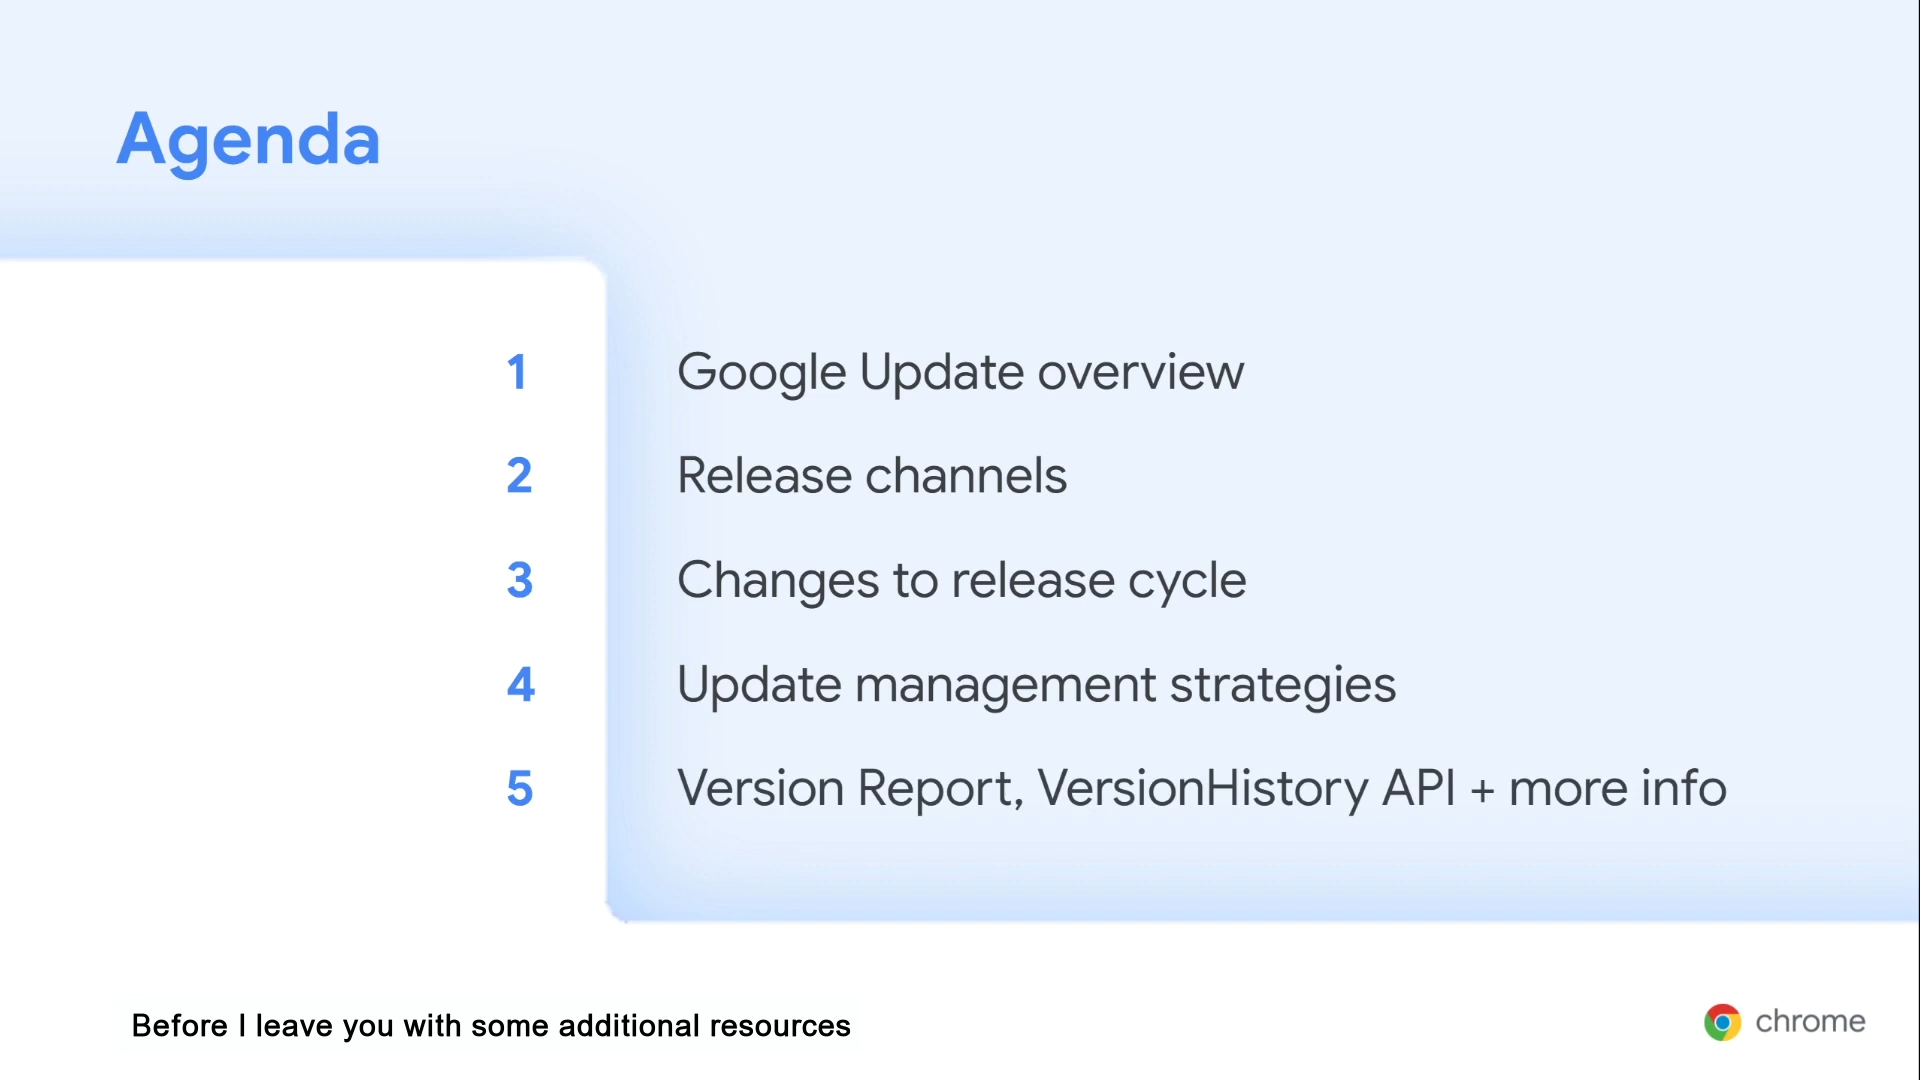 Agenda
1 Google Update overview
2 Release channels
3 Changes to release cycle
4 Update management strategies
5 Version Report, VersionHistory API + more info
Before I leave you with some additional resources
chrome